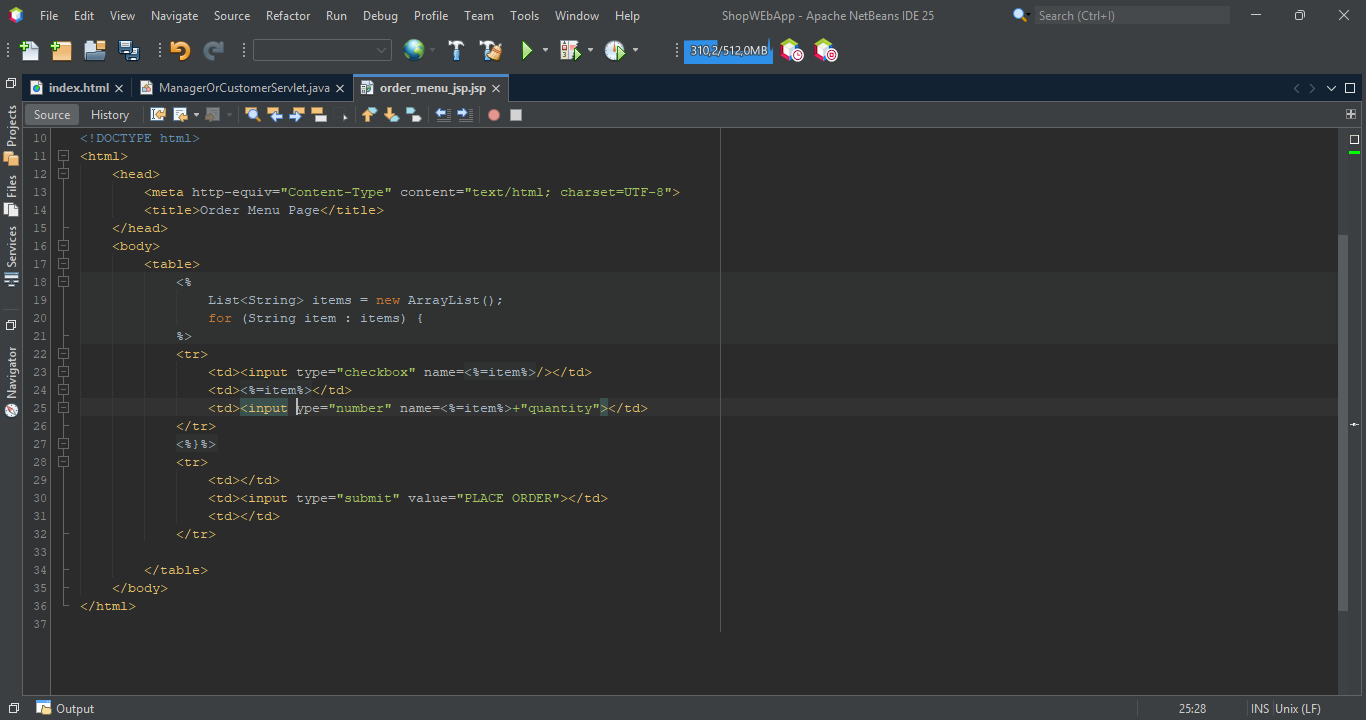 File Edit View Navigate Source Refactor Run Debug Profile Team Tools Window Help ShopWEbApp - Apache NetBeans IDE 25 Search (Ctrl+I)
310,2/512,0MB
index.html ManagerOrCustomerServlet.java order_menu_jsp.jsp
Source History
Projects
Files
Services
Navigator
10 <!DOCTYPE html>
11 <html>
12 <head>
13 <meta http-equiv="Content-Type" content="text/html; charset=UTF-8">
14 <title>Order Menu Page</title>
15 </head>
16 <body>
17 <table>
18 <%
19 List<String> items = new ArrayList();
20 for (String item : items) {
21 %>
22 <tr>
23 <td><input type="checkbox" name=<%=item%>/></td>
24 <td><%=item%></td>
25 <td><input ype="number" name=<%=item%>+"quantity"></td>
26 </tr>
27 <%}%>
28 <tr>
29 <td></td>
30 <td><input type="submit" value="PLACE ORDER"></td>
31 <td></td>
32 </tr>
33
34 </table>
35 </body>
36 </html>
37
Output 25:28 INS Unix (LF)